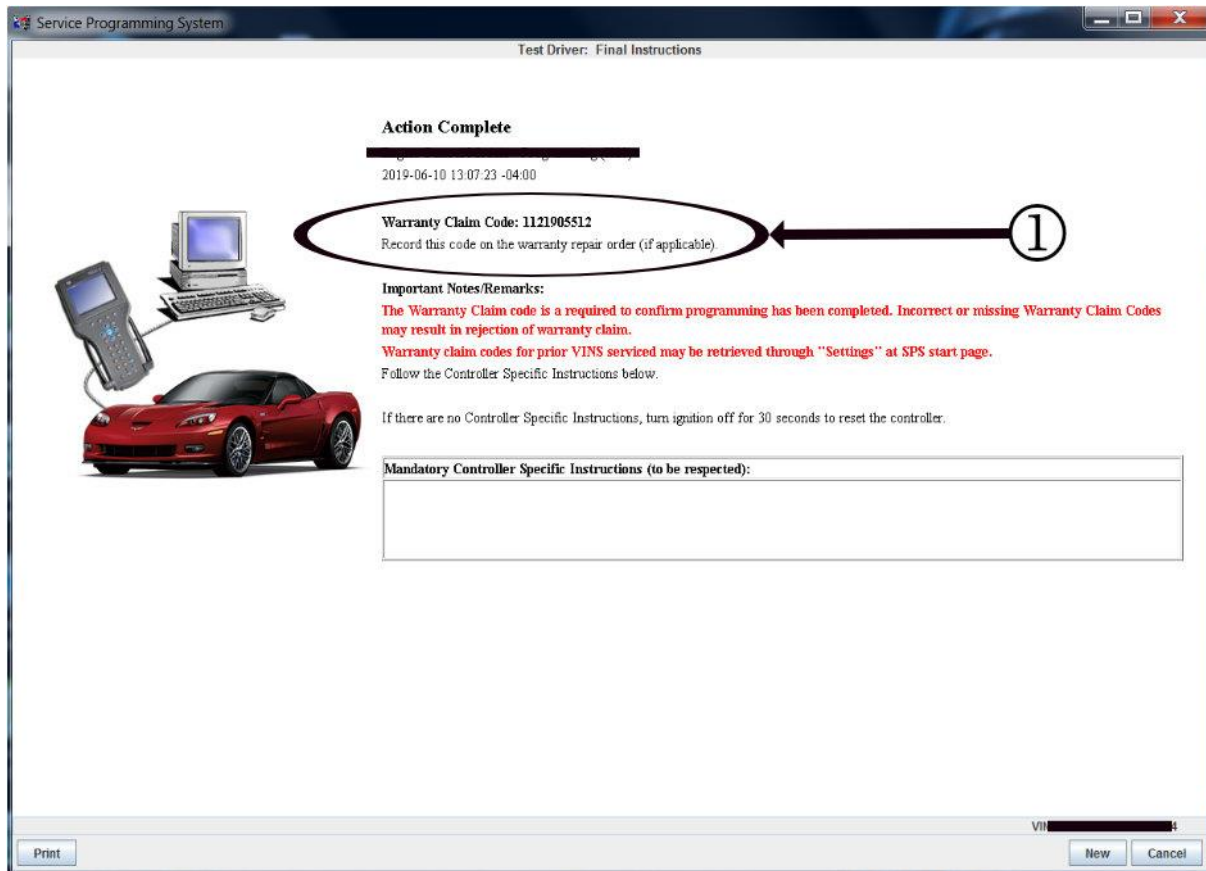 Service Programming System
Test Driver: Final Instructions
Action Complete
2019-06-10 13:07:23 -04:00
Warranty Claim Code: 1121905512
Record this code on the warranty repair order (if applicable).
1
Important Notes/Remarks:
The Warranty Claim code is a required to confirm programming has been completed. Incorrect or missing Warranty Claim Codes
may result in rejection of warranty claim.
Warranty claim codes for prior VINS serviced may be retrieved through "Settings" at SPS start page.
Follow the Controller Specific Instructions below.
If there are no Controller Specific Instructions, turn ignition off for 30 seconds to reset the controller.
Mandatory Controller Specific Instructions (to be respected):
VIN 4
Print
New
Cancel